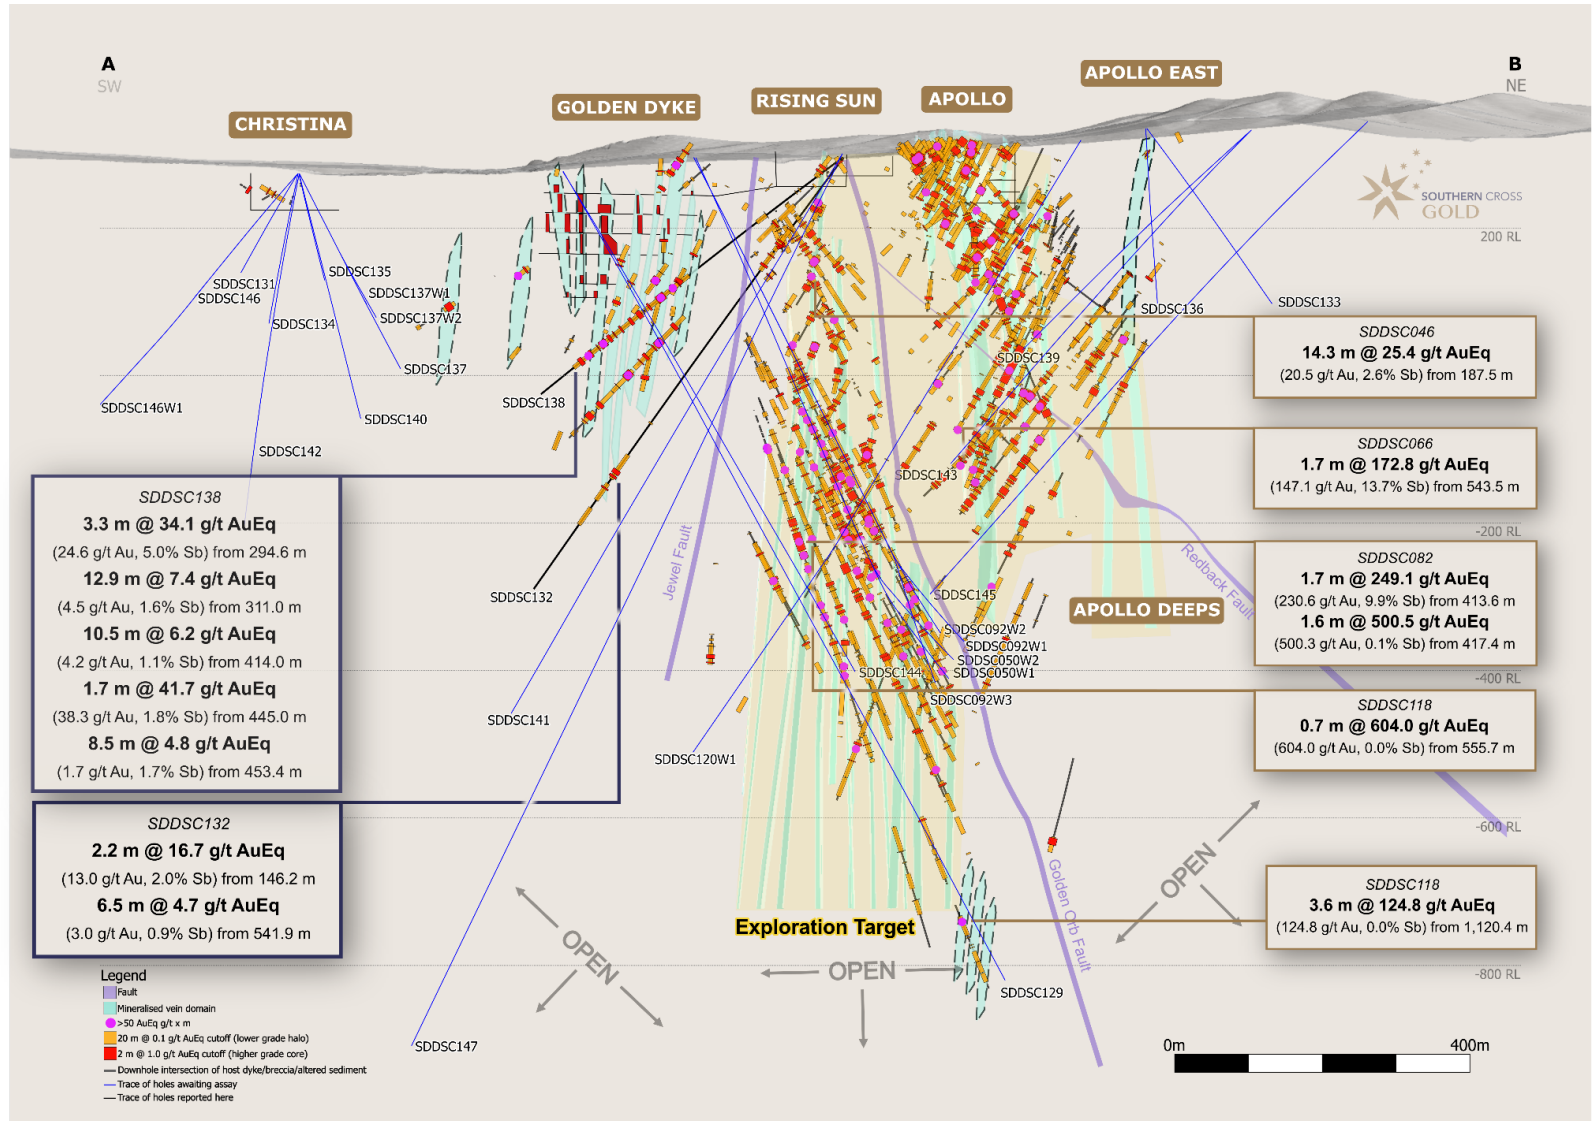 A
SW
B
NE
CHRISTINA
GOLDEN DYKE
RISING SUN
APOLLO
APOLLO EAST
SOUTHERN CROSS
GOLD
200 RL
SDDSC131
SDDSC146
SDDSC135
SDDSC137W1
SDDSC134
SDDSC137W2
SDDSC137
SDDSC146W1
SDDSC140
SDDSC142
SDDSC138
SDDSC132
SDDSC141
SDDSC120W1
SDDSC147
SDDSC136
SDDSC133
SDDSC139
SDDSC143
SDDSC145
SDDSC092W2
SDDSC092W1
SDDSC050W2
SDDSC050W1
SDDSC144
SDDSC092W3
SDDSC129
Jewel Fault
Redback Fault
Golden Orb Fault
APOLLO DEEPS
-200 RL
-400 RL
-600 RL
-800 RL
SDDSC046
14.3 m @ 25.4 g/t AuEq
(20.5 g/t Au, 2.6% Sb) from 187.5 m
SDDSC066
1.7 m @ 172.8 g/t AuEq
(147.1 g/t Au, 13.7% Sb) from 543.5 m
SDDSC082
1.7 m @ 249.1 g/t AuEq
(230.6 g/t Au, 9.9% Sb) from 413.6 m
1.6 m @ 500.5 g/t AuEq
(500.3 g/t Au, 0.1% Sb) from 417.4 m
SDDSC118
0.7 m @ 604.0 g/t AuEq
(604.0 g/t Au, 0.0% Sb) from 555.7 m
SDDSC118
3.6 m @ 124.8 g/t AuEq
(124.8 g/t Au, 0.0% Sb) from 1,120.4 m
SDDSC138
3.3 m @ 34.1 g/t AuEq
(24.6 g/t Au, 5.0% Sb) from 294.6 m
12.9 m @ 7.4 g/t AuEq
(4.5 g/t Au, 1.6% Sb) from 311.0 m
10.5 m @ 6.2 g/t AuEq
(4.2 g/t Au, 1.1% Sb) from 414.0 m
1.7 m @ 41.7 g/t AuEq
(38.3 g/t Au, 1.8% Sb) from 445.0 m
8.5 m @ 4.8 g/t AuEq
(1.7 g/t Au, 1.7% Sb) from 453.4 m
SDDSC132
2.2 m @ 16.7 g/t AuEq
(13.0 g/t Au, 2.0% Sb) from 146.2 m
6.5 m @ 4.7 g/t AuEq
(3.0 g/t Au, 0.9% Sb) from 541.9 m
Exploration Target
OPEN
OPEN
OPEN
Legend
Fault
Mineralised vein domain
>50 AuEq g/t x m
20 m @ 0.1 g/t AuEq cutoff (lower grade halo)
2 m @ 1.0 g/t AuEq cutoff (higher grade core)
Downhole intersection of host dyke/breccia/altered sediment
Trace of holes awaiting assay
Trace of holes reported here
0m
400m